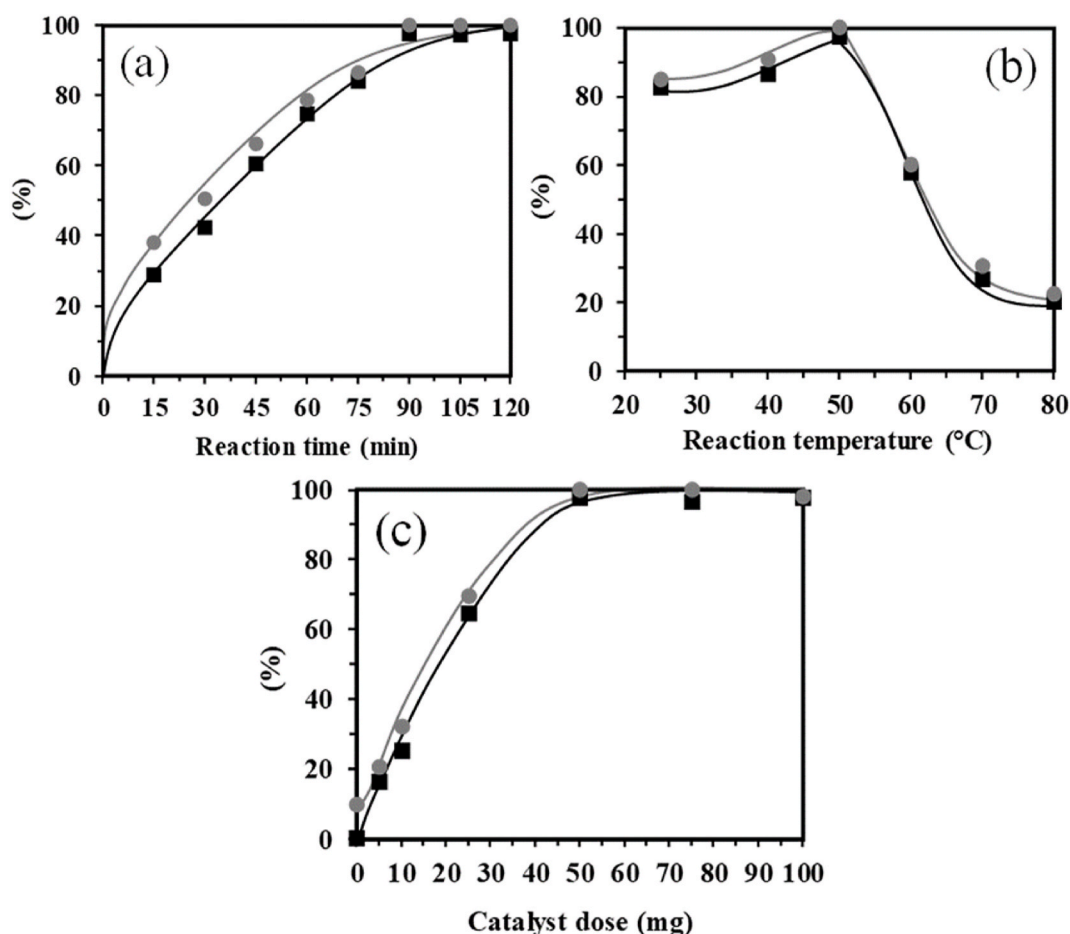 (a)
100
80
60
40
20
0
(%)
0 15 30 45 60 75 90 105 120
Reaction time (min)
(b)
100
80
60
40
20
0
(%)
20 30 40 50 60 70 80
Reaction temperature (°C)
(c)
100
80
60
40
20
0
(%)
0 10 20 30 40 50 60 70 80 90 100
Catalyst dose (mg)